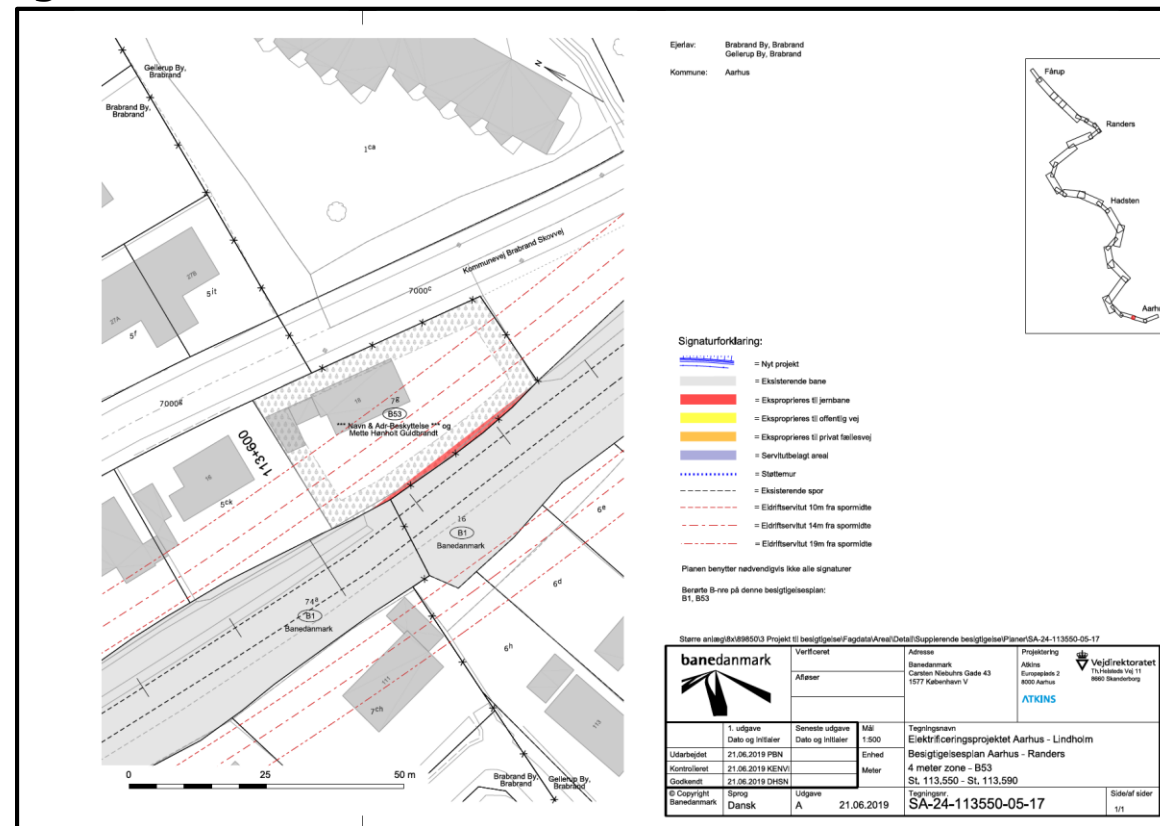 Gellerup By,
Brabrand
Brabrand By,
Brabrand
1ca
N
Kommunevej Brabrand Skovvej
7000c
27B
5it
27A
5f
7000g
18
7g
B53
*** Navn & Adr-Beskyttelse *** og
Mette Hønholt Guldbrandt
113+600
16
5ck
16
B1
Banedanmark
6e
74a
B1
Banedanmark
6d
6h
111
7ch
113
Brabrand By,
Brabrand
Gellerup By,
Brabrand
0 25 50 m
Ejerlav: Brabrand By, Brabrand
Gellerup By, Brabrand
Kommune: Aarhus
Fårup
Randers
Hadsten
Aarhu
Signaturforklaring:
= Nyt projekt
= Eksisterende bane
= Eksproprieres til jernbane
= Eksproprieres til offentlig vej
= Eksproprieres til privat fællesvej
= Servitutbelagt areal
= Støttemur
= Eksisterende spor
= Eldriftservitut 10m fra spormidte
= Eldriftservitut 14m fra spormidte
= Eldriftservitut 19m fra spormidte
Planen benytter nødvendigvis ikke alle signaturer
Berørte B-nre på denne besigtigelsesplan:
B1, B53
Større anlæg\8x\89850\3 Projekt til besigtigelse\Fagdata\Areal\Detail\Supplerende besigtigelse\Planer\SA-24-113550-05-17
banedanmark
Verificeret
Afløser
Adresse
Banedanmark
Carsten Niebuhrs Gade 43
1577 København V
Projektering
Atkins
Europaplads 2
8000 Aarhus
ATKINS
Vejdirektoratet
Th.Helsteds Vej 11
8660 Skanderborg
1. udgave
Dato og initialer
Seneste udgave
Dato og initialer
Mål
1:500
Tegningsnavn
Elektrificeringsprojektet Aarhus - Lindholm
Udarbejdet 21.06.2019 PBN
Enhed
Meter
Besigtigelsesplan Aarhus - Randers
Kontrolleret 21.06.2019 KENVI
4 meter zone - B53
Godkendt 21.06.2019 DHSN
St, 113,550 - St, 113,590
© Copyright
Banedanmark
Sprog
Dansk
Udgave
A 21.06.2019
Tegningsnr.
SA-24-113550-05-17
Side/af sider
1/1